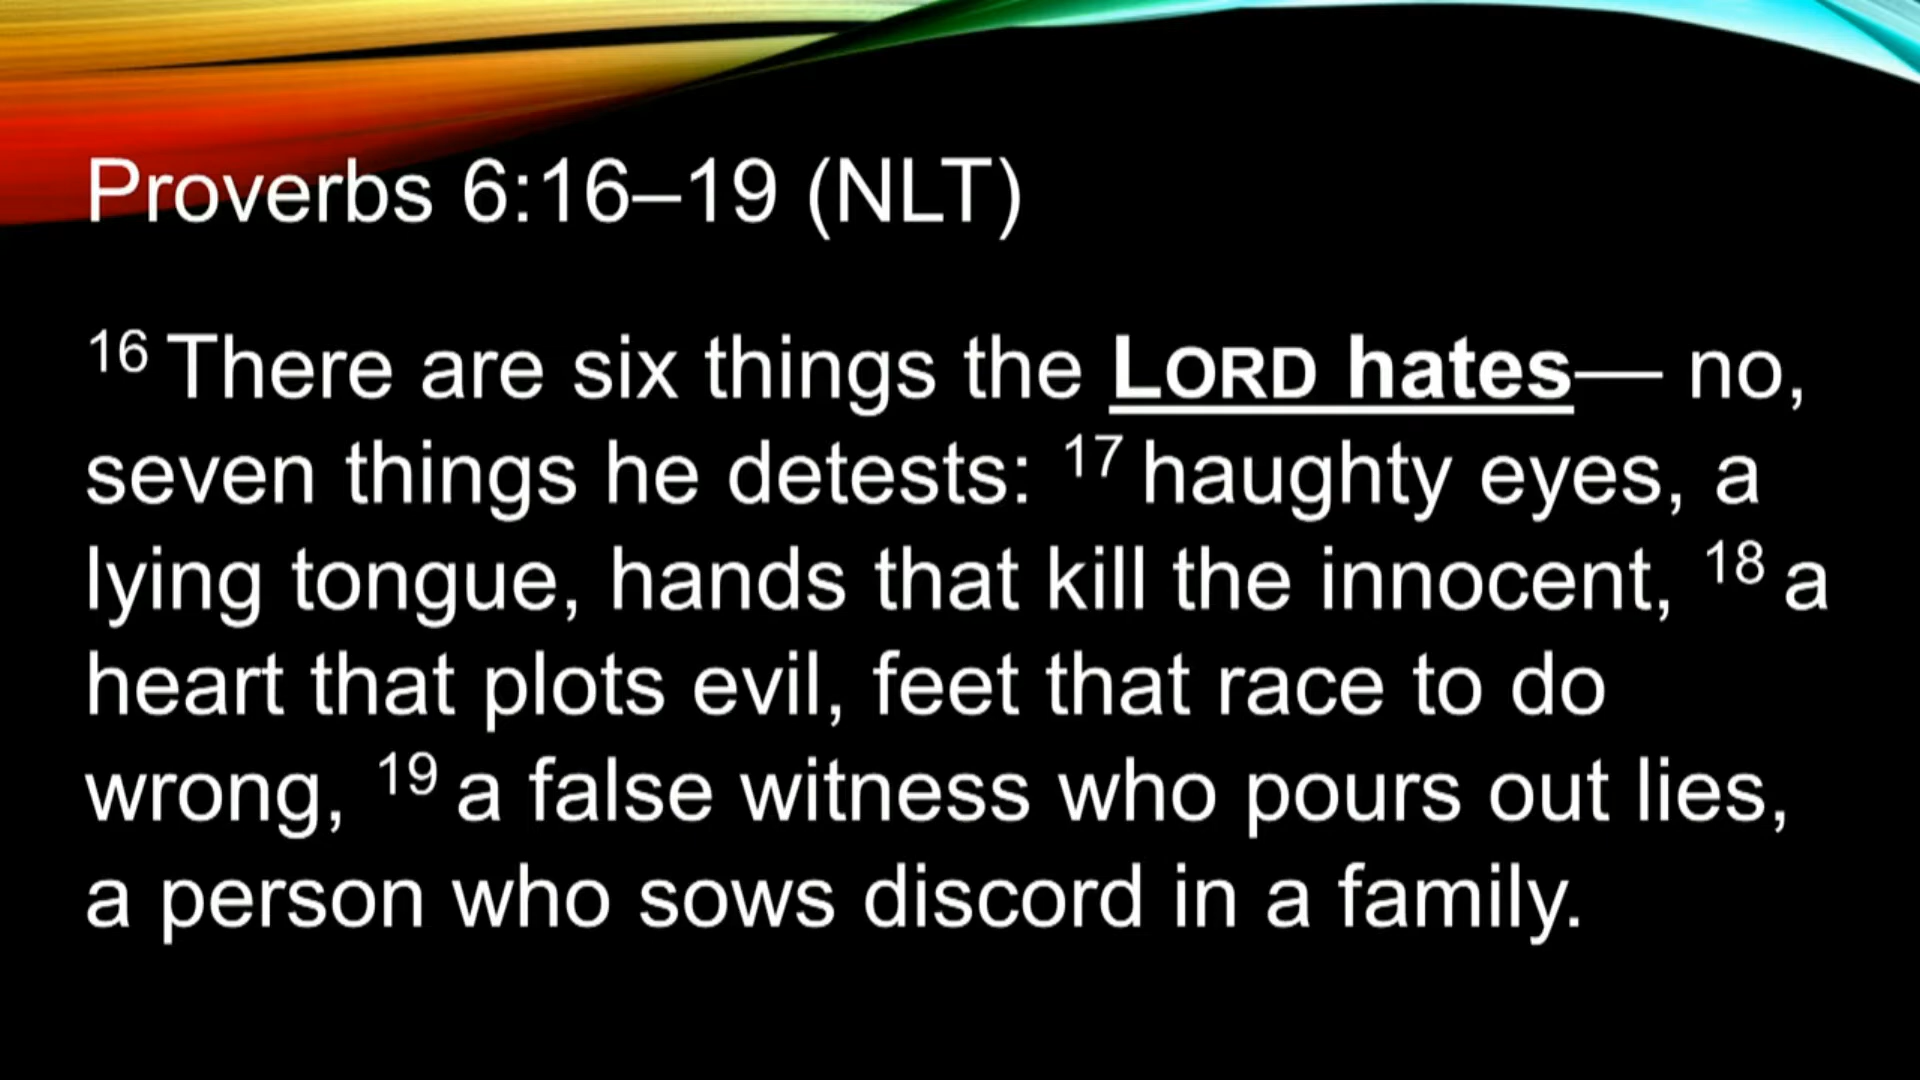 Proverbs 6:16–19 (NLT)
16 There are six things the LORD hates— no,
seven things he detests: 17 haughty eyes, a
lying tongue, hands that kill the innocent, 18 a
heart that plots evil, feet that race to do
wrong, 19 a false witness who pours out lies,
a person who sows discord in a family.